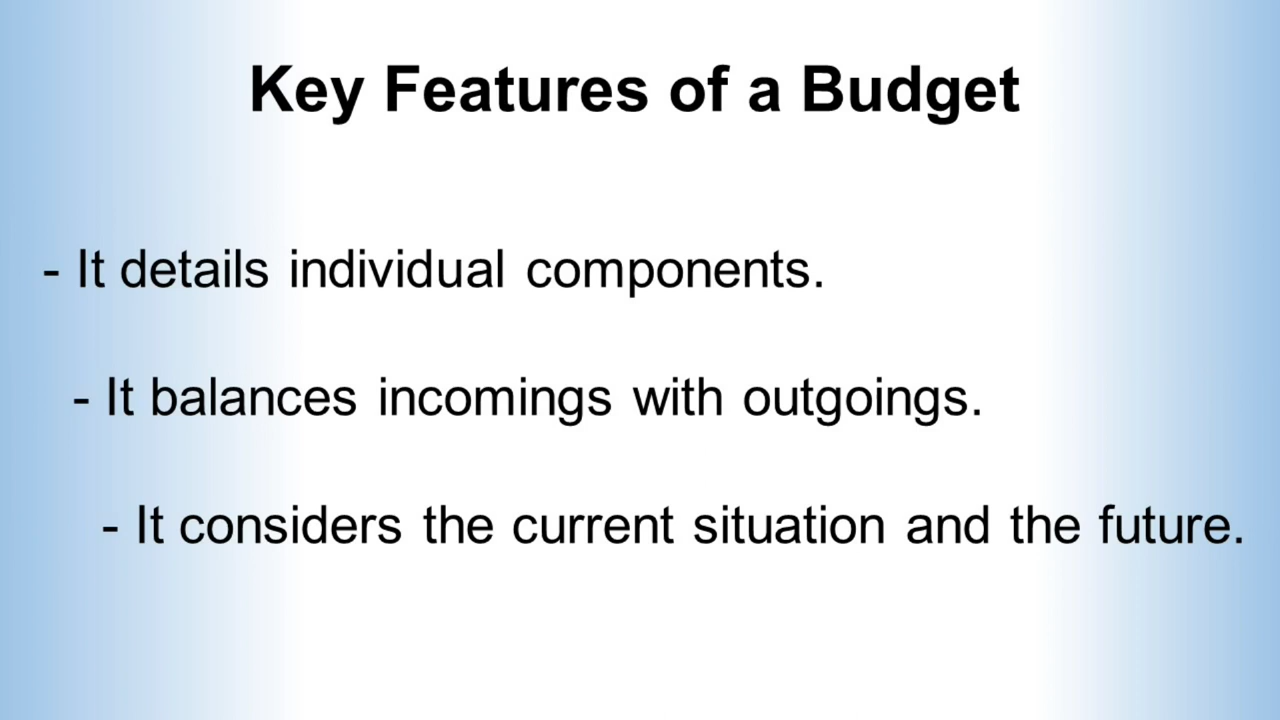 Key Features of a Budget
- It details individual components.
- It balances incomings with outgoings.
- It considers the current situation and the future.